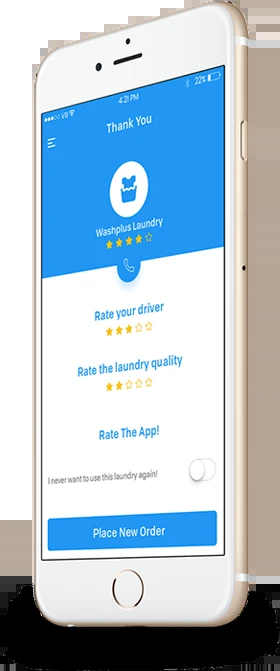 ●●●○○ VB 4:21 PM 22%
Thank You
Washplus Laundry
Rate your driver
Rate the laundry quality
Rate The App!
I never want to use this laundry again!
Place New Order